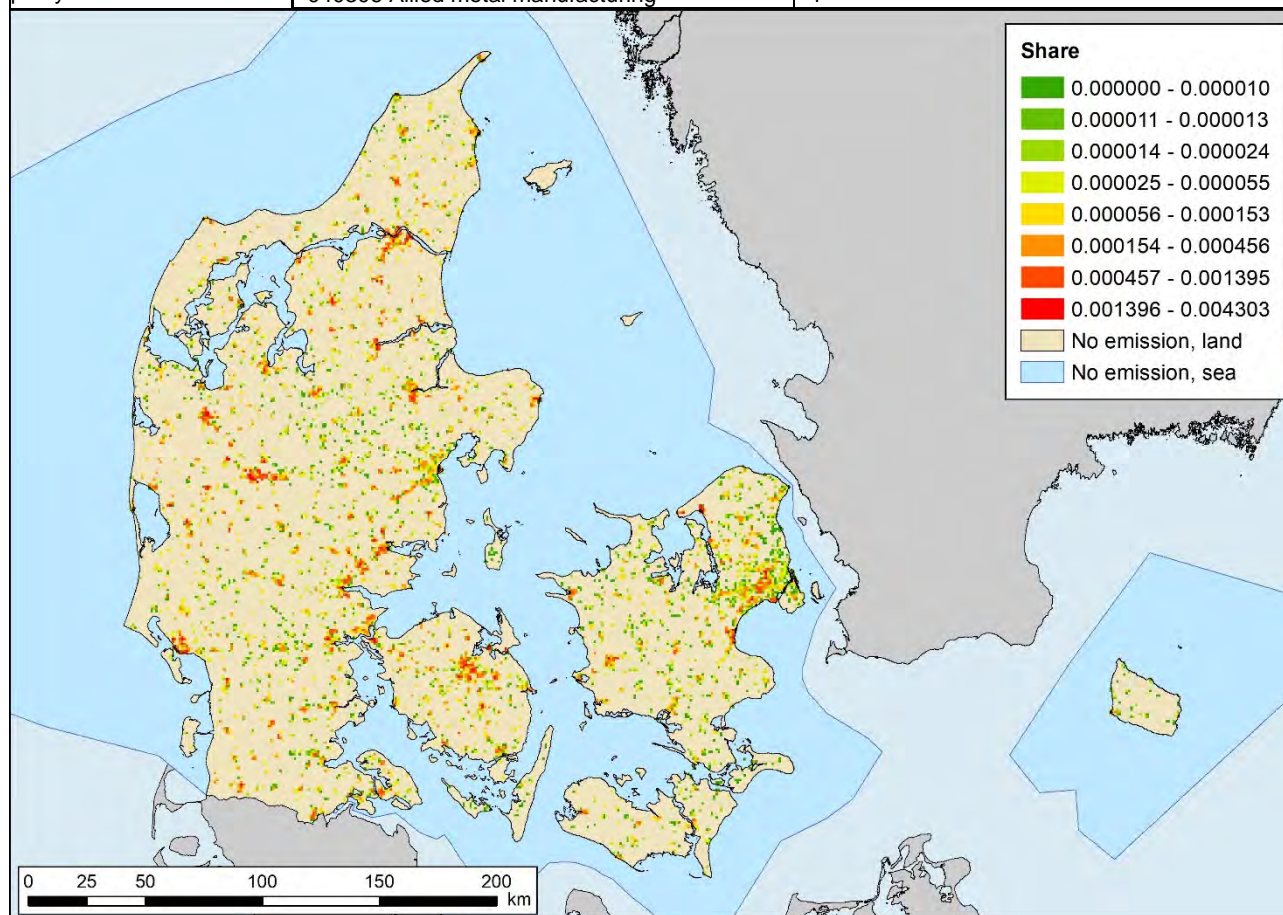 040306 Allied metal manufacturing
Share
0.000000 - 0.000010
0.000011 - 0.000013
0.000014 - 0.000024
0.000025 - 0.000055
0.000056 - 0.000153
0.000154 - 0.000456
0.000457 - 0.001395
0.001396 - 0.004303
No emission, land
No emission, sea
0 25 50 100 150 200
km